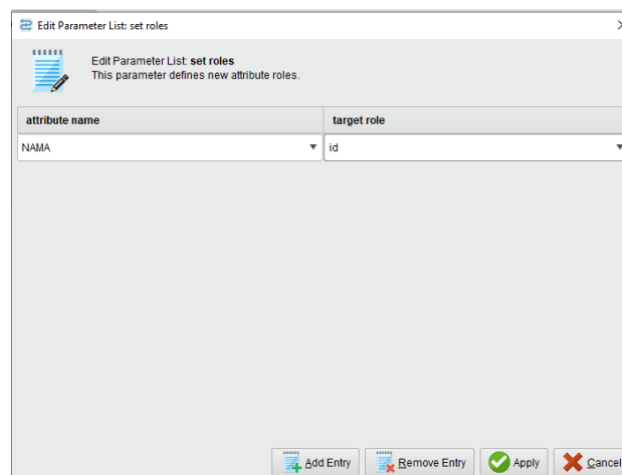 Edit Parameter List: set roles
Edit Parameter List: set roles
This parameter defines new attribute roles.
attribute name target role
NAMA id
Add Entry Remove Entry Apply Cancel